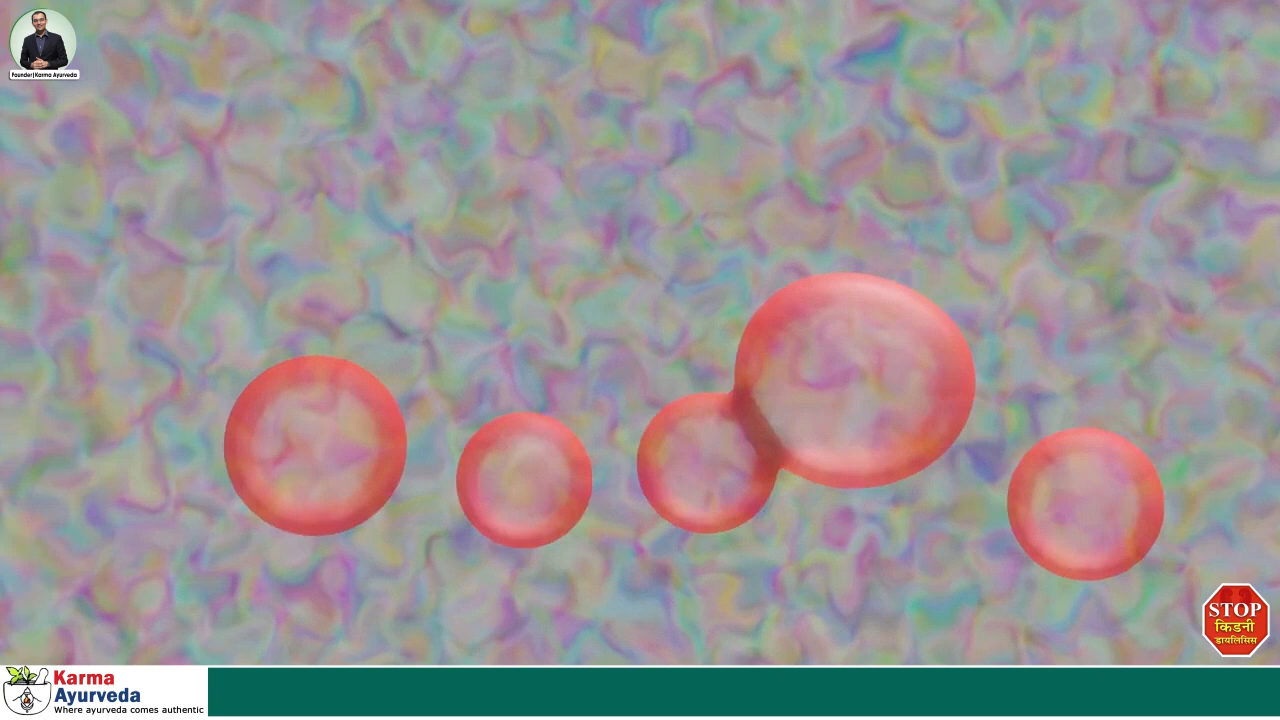 Founder|Karma Ayurveda
STOP
किडनी
डायलिसिस
Karma
Ayurveda
Where ayurveda comes authentic